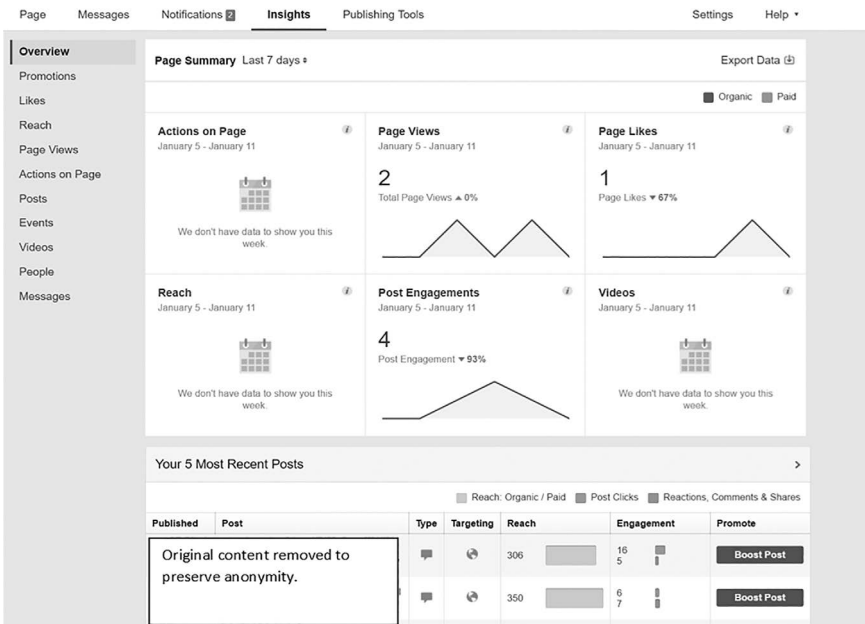 Page Messages Notifications 2 Insights Publishing Tools Settings Help
Overview
Promotions
Likes
Reach
Page Views
Actions on Page
Posts
Events
Videos
People
Messages
Page Summary Last 7 days Export Data
Organic Paid
Actions on Page i
January 5 - January 11
We don't have data to show you this
week.
Page Views i
January 5 - January 11
2
Total Page Views ▲ 0%
Page Likes i
January 5 - January 11
1
Page Likes ▼ 67%
Reach i
January 5 - January 11
We don't have data to show you this
week.
Post Engagements i
January 5 - January 11
4
Post Engagement ▼ 93%
Videos i
January 5 - January 11
We don't have data to show you this
week.
Your 5 Most Recent Posts
Reach: Organic / Paid Post Clicks Reactions, Comments & Shares
Published Post Type Targeting Reach Engagement Promote
Original content removed to
preserve anonymity.
306 16 Boost Post
5
350 6 Boost Post
7